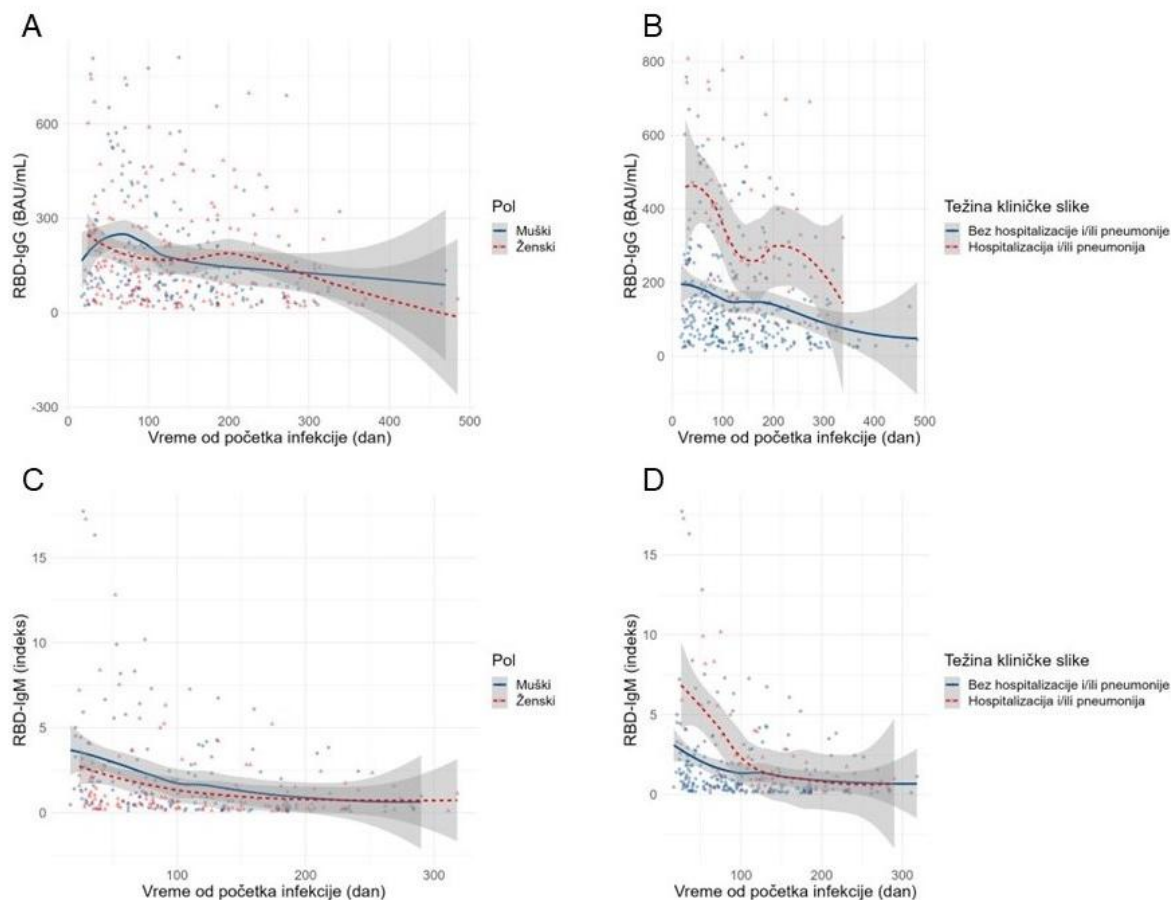 A
RBD-IgG (BAU/mL)
600
300
0
-300
0 100 200 300 400 500
Vreme od početka infekcije (dan)
Pol
Muški
Ženski
B
RBD-IgG (BAU/mL)
800
600
400
200
0
0 100 200 300 400 500
Vreme od početka infekcije (dan)
Težina kliničke slike
Bez hospitalizacije i/ili pneumonije
Hospitalizacija i/ili pneumonija
C
RBD-IgM (indeks)
15
10
5
0
100 200 300
Vreme od početka infekcije (dan)
Pol
Muški
Ženski
D
RBD-IgM (indeks)
15
10
5
0
100 200 300
Vreme od početka infekcije (dan)
Težina kliničke slike
Bez hospitalizacije i/ili pneumonije
Hospitalizacija i/ili pneumonija